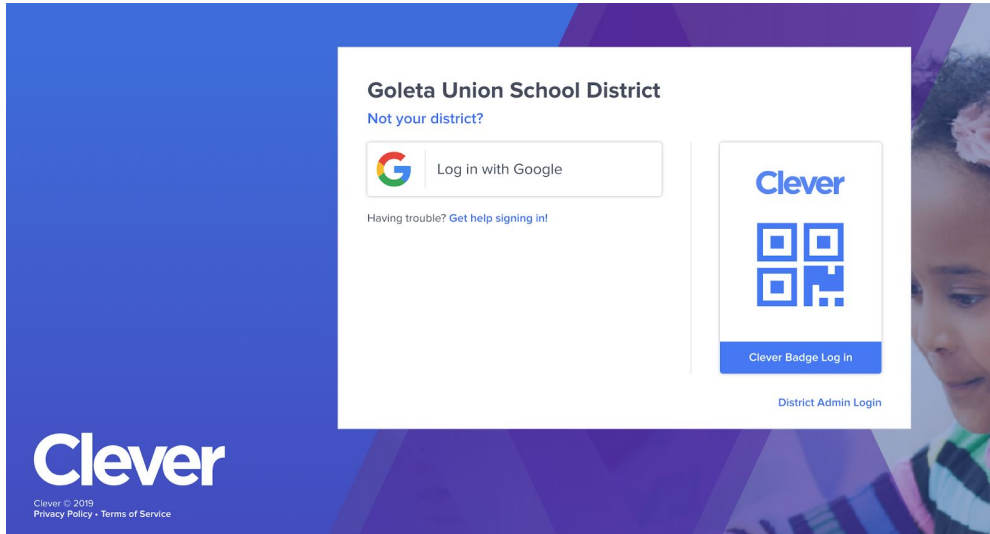 Goleta Union School District
Not your district?
Log in with Google
Having trouble? Get help signing in!
Clever
Clever Badge Log in
District Admin Login
Clever
Clever © 2019
Privacy Policy • Terms of Service